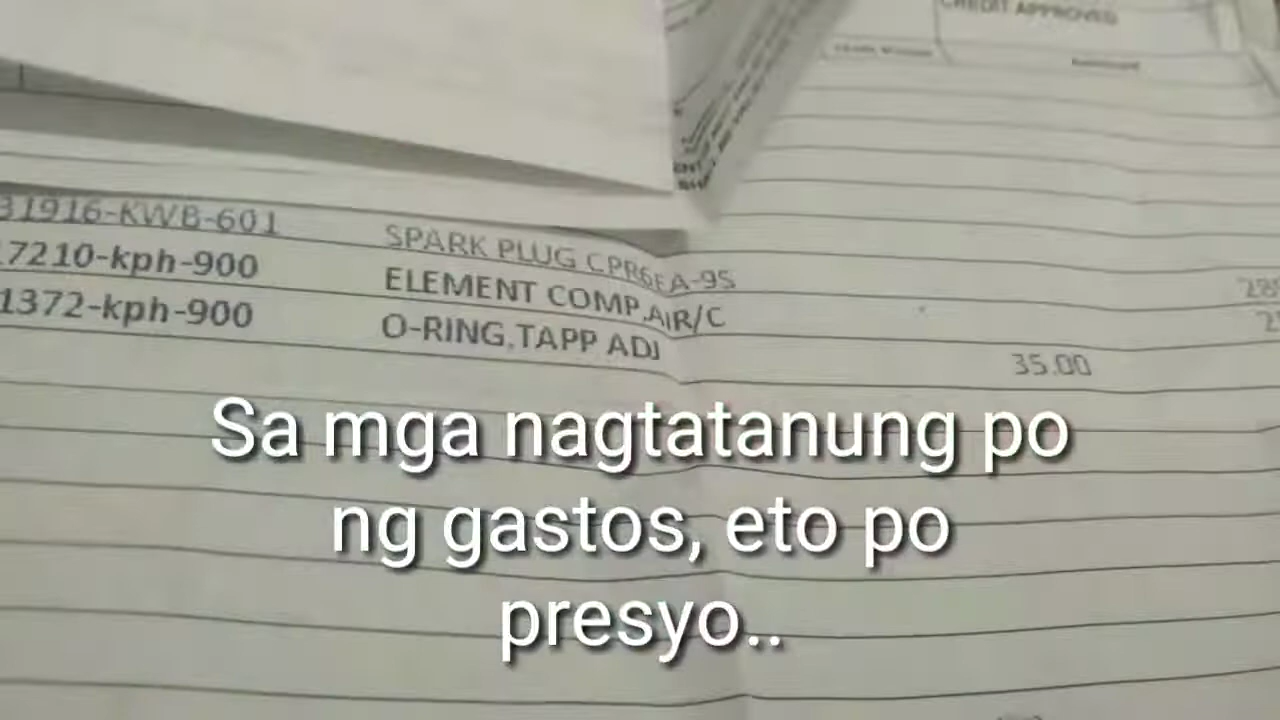 CREDIT APPROVED
31916-KWB-601 SPARK PLUG CPR6EA-9S
17210-kph-900 ELEMENT COMP,AIR/C
1372-kph-900 O-RING,TAPP ADJ 35.00
Sa mga nagtatanung po
ng gastos, eto po
presyo..